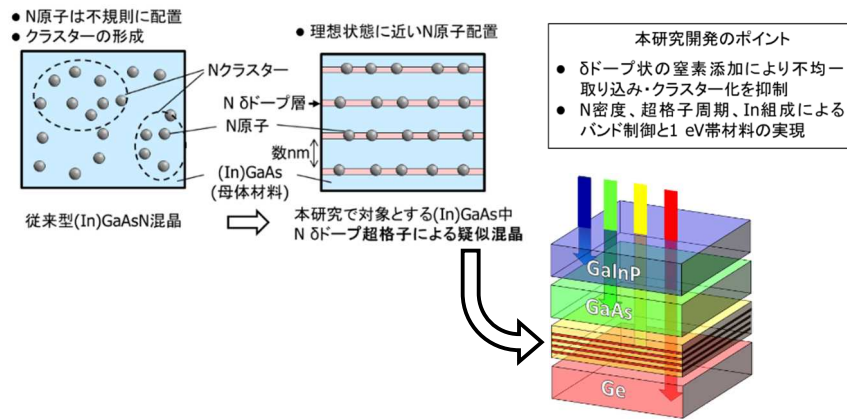 ● N原子は不規則に配置
● クラスターの形成
Nクラスター
N原子
(In)GaAs
(母体材料)
従来型(In)GaAsN混晶
● 理想状態に近いN原子配置
N δドープ層
数nm
本研究で対象とする(In)GaAs中
N δドープ超格子による疑似混晶
本研究開発のポイント
● δドープ状の窒素添加により不均一
取り込み・クラスター化を抑制
● N密度、超格子周期、In組成による
バンド制御と1 eV帯材料の実現
GaInP
GaAs
Ge